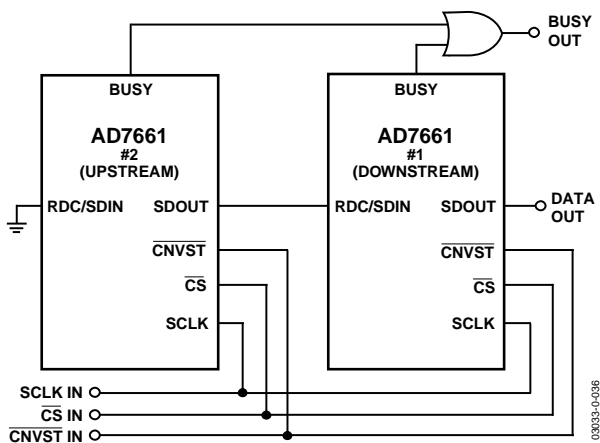 BUSY
OUT
BUSY
BUSY
AD7661
#2
(UPSTREAM)
AD7661
#1
(DOWNSTREAM)
RDC/SDIN SDOUT
RDC/SDIN SDOUT
DATA
OUT
CNVST
CNVST
CS
CS
SCLK
SCLK
SCLK IN
CS IN
CNVST IN
03033-0-036